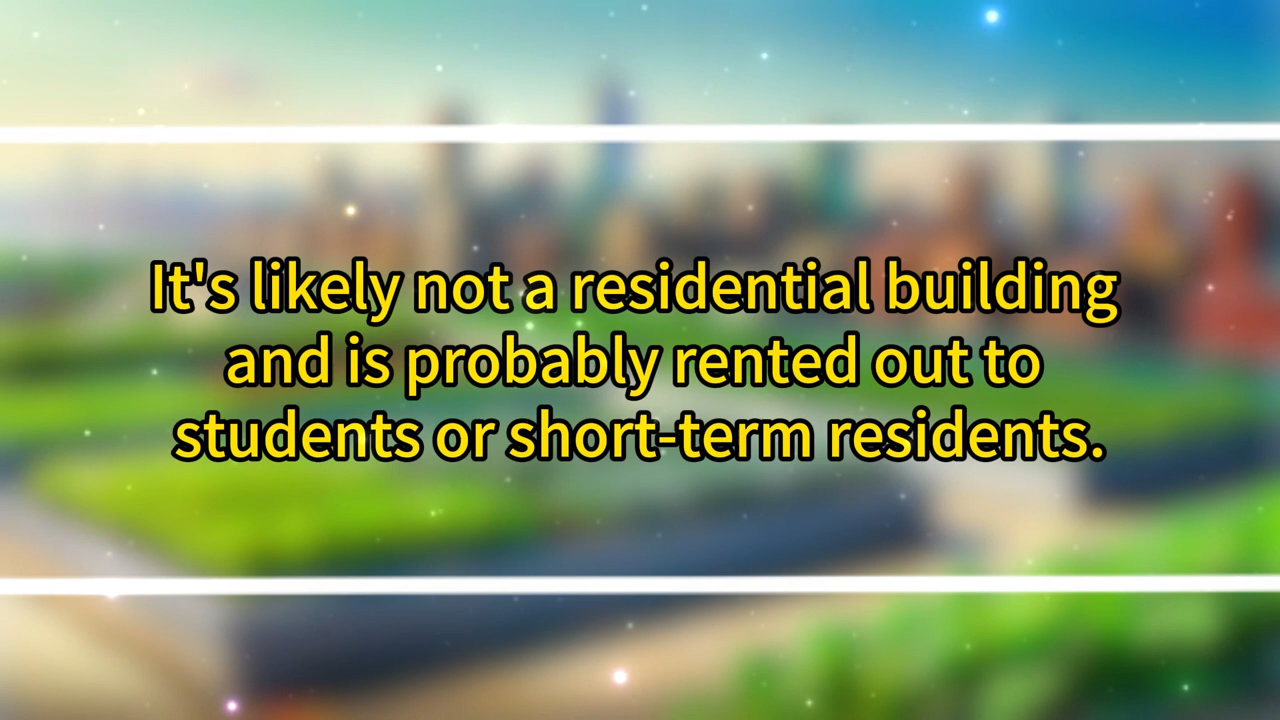 It's likely not a residential building
and is probably rented out to
students or short-term residents.